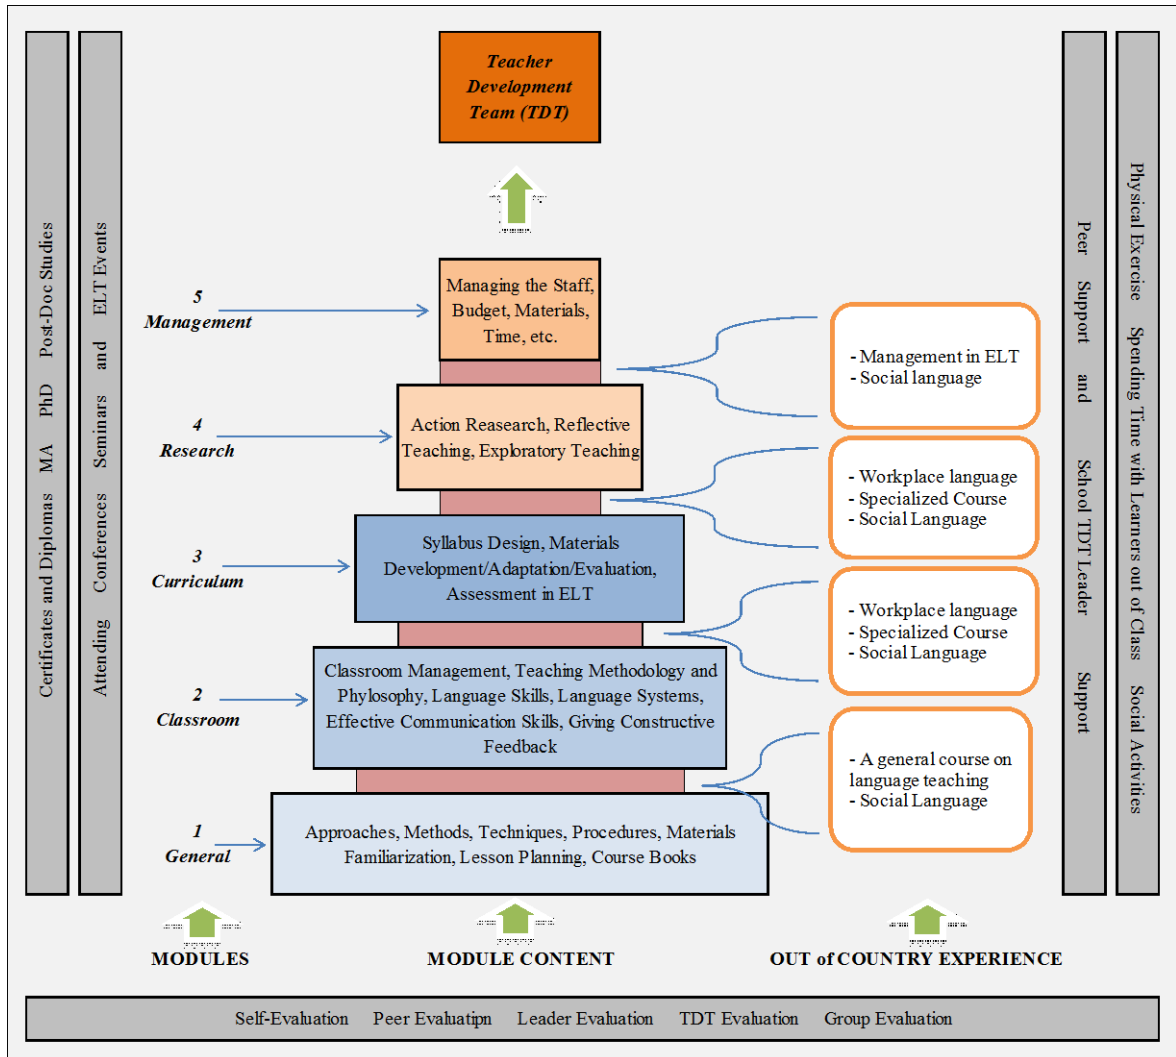 Teacher
Development
Team (TDT)
Certificates and Diplomas MA PhD Post-Doc Studies
Attending Conferences Seminars and ELT Events
5
Management
Managing the Staff,
Budget, Materials,
Time, etc.
- Management in ELT
- Social language
4
Research
Action Reasearch, Reflective
Teaching, Exploratory Teaching
- Workplace language
- Specialized Course
- Social Language
3
Curriculum
Syllabus Design, Materials
Development/Adaptation/Evaluation,
Assessment in ELT
- Workplace language
- Specialized Course
- Social Language
2
Classroom
Classroom Management, Teaching Methodology and
Phylosophy, Language Skills, Language Systems,
Effective Communication Skills, Giving Constructive
Feedback
- A general course on
language teaching
- Social Language
1
General
Approaches, Methods, Techniques, Procedures, Materials
Familiarization, Lesson Planning, Course Books
Peer Support and School TDT Leader Support
Physical Exercise Spending Time with Learners out of Class Social Activities
MODULES
MODULE CONTENT
OUT of COUNTRY EXPERIENCE
Self-Evaluation Peer Evaluatipn Leader Evaluation TDT Evaluation Group Evaluation